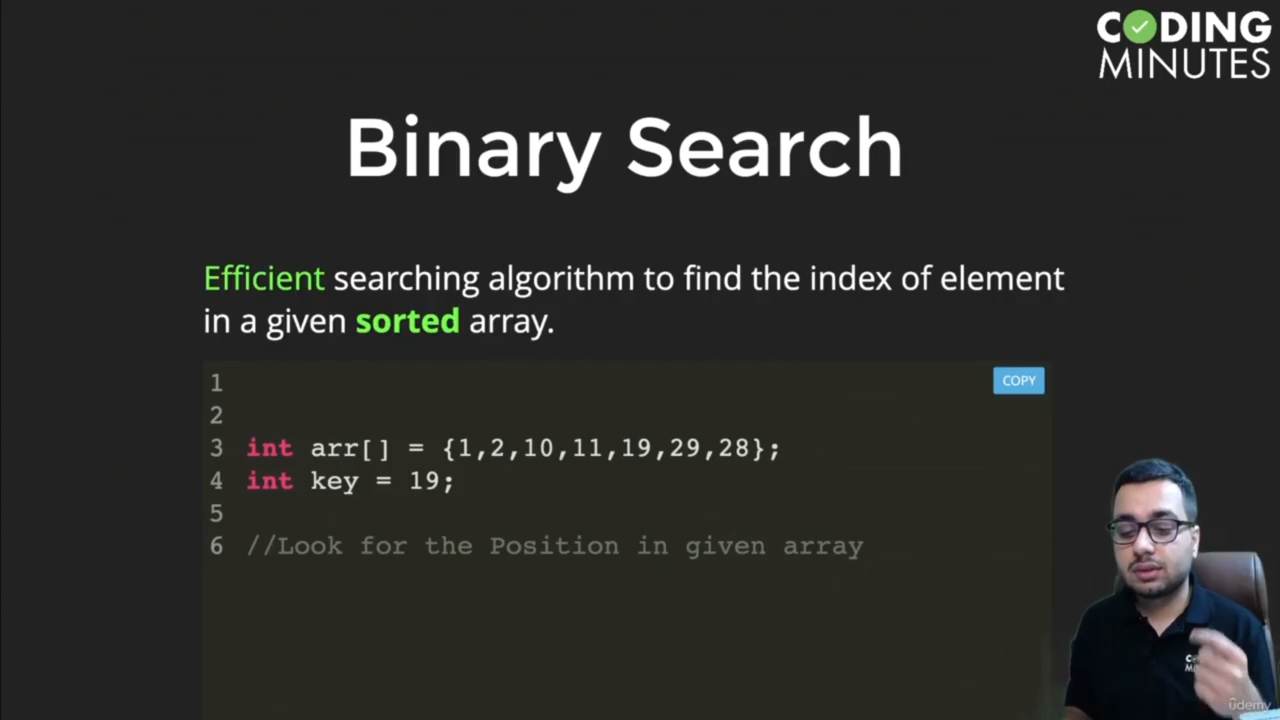 CODING
MINUTES
Binary Search
Efficient searching algorithm to find the index of element
in a given sorted array.
COPY
1
2
3 int arr[] = {1,2,10,11,19,29,28};
4 int key = 19;
5
6 //Look for the Position in given array
udemy